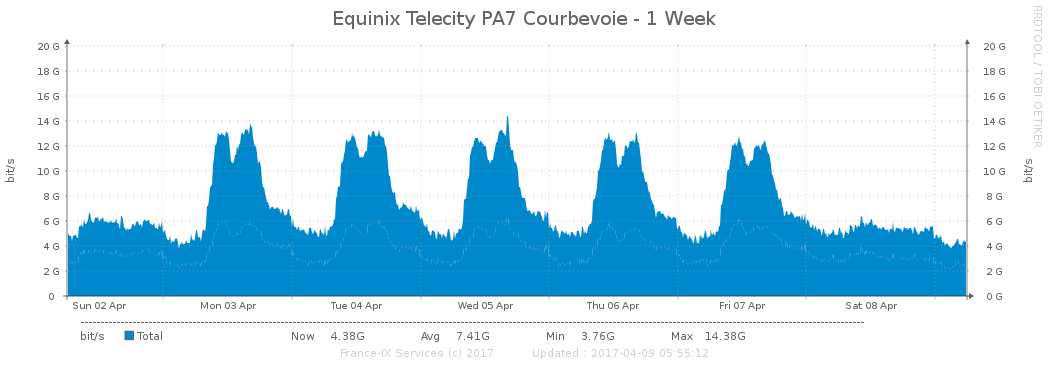 Equinix Telecity PA7 Courbevoie - 1 Week
RRDTOOL / TOBI OETIKER
bit/s
20 G 20 G
18 G 18 G
16 G 16 G
14 G 14 G
12 G 12 G
10 G 10 G
8 G 8 G
6 G 6 G
4 G 4 G
2 G 2 G
0 0 G
bit/s
Sun 02 Apr Mon 03 Apr Tue 04 Apr Wed 05 Apr Thu 06 Apr Fri 07 Apr Sat 08 Apr
bit/s Total Now 4.38G Avg 7.41G Min 3.76G Max 14.38G
France-IX Services (c) 2017 Updated : 2017-04-09 05:55:12